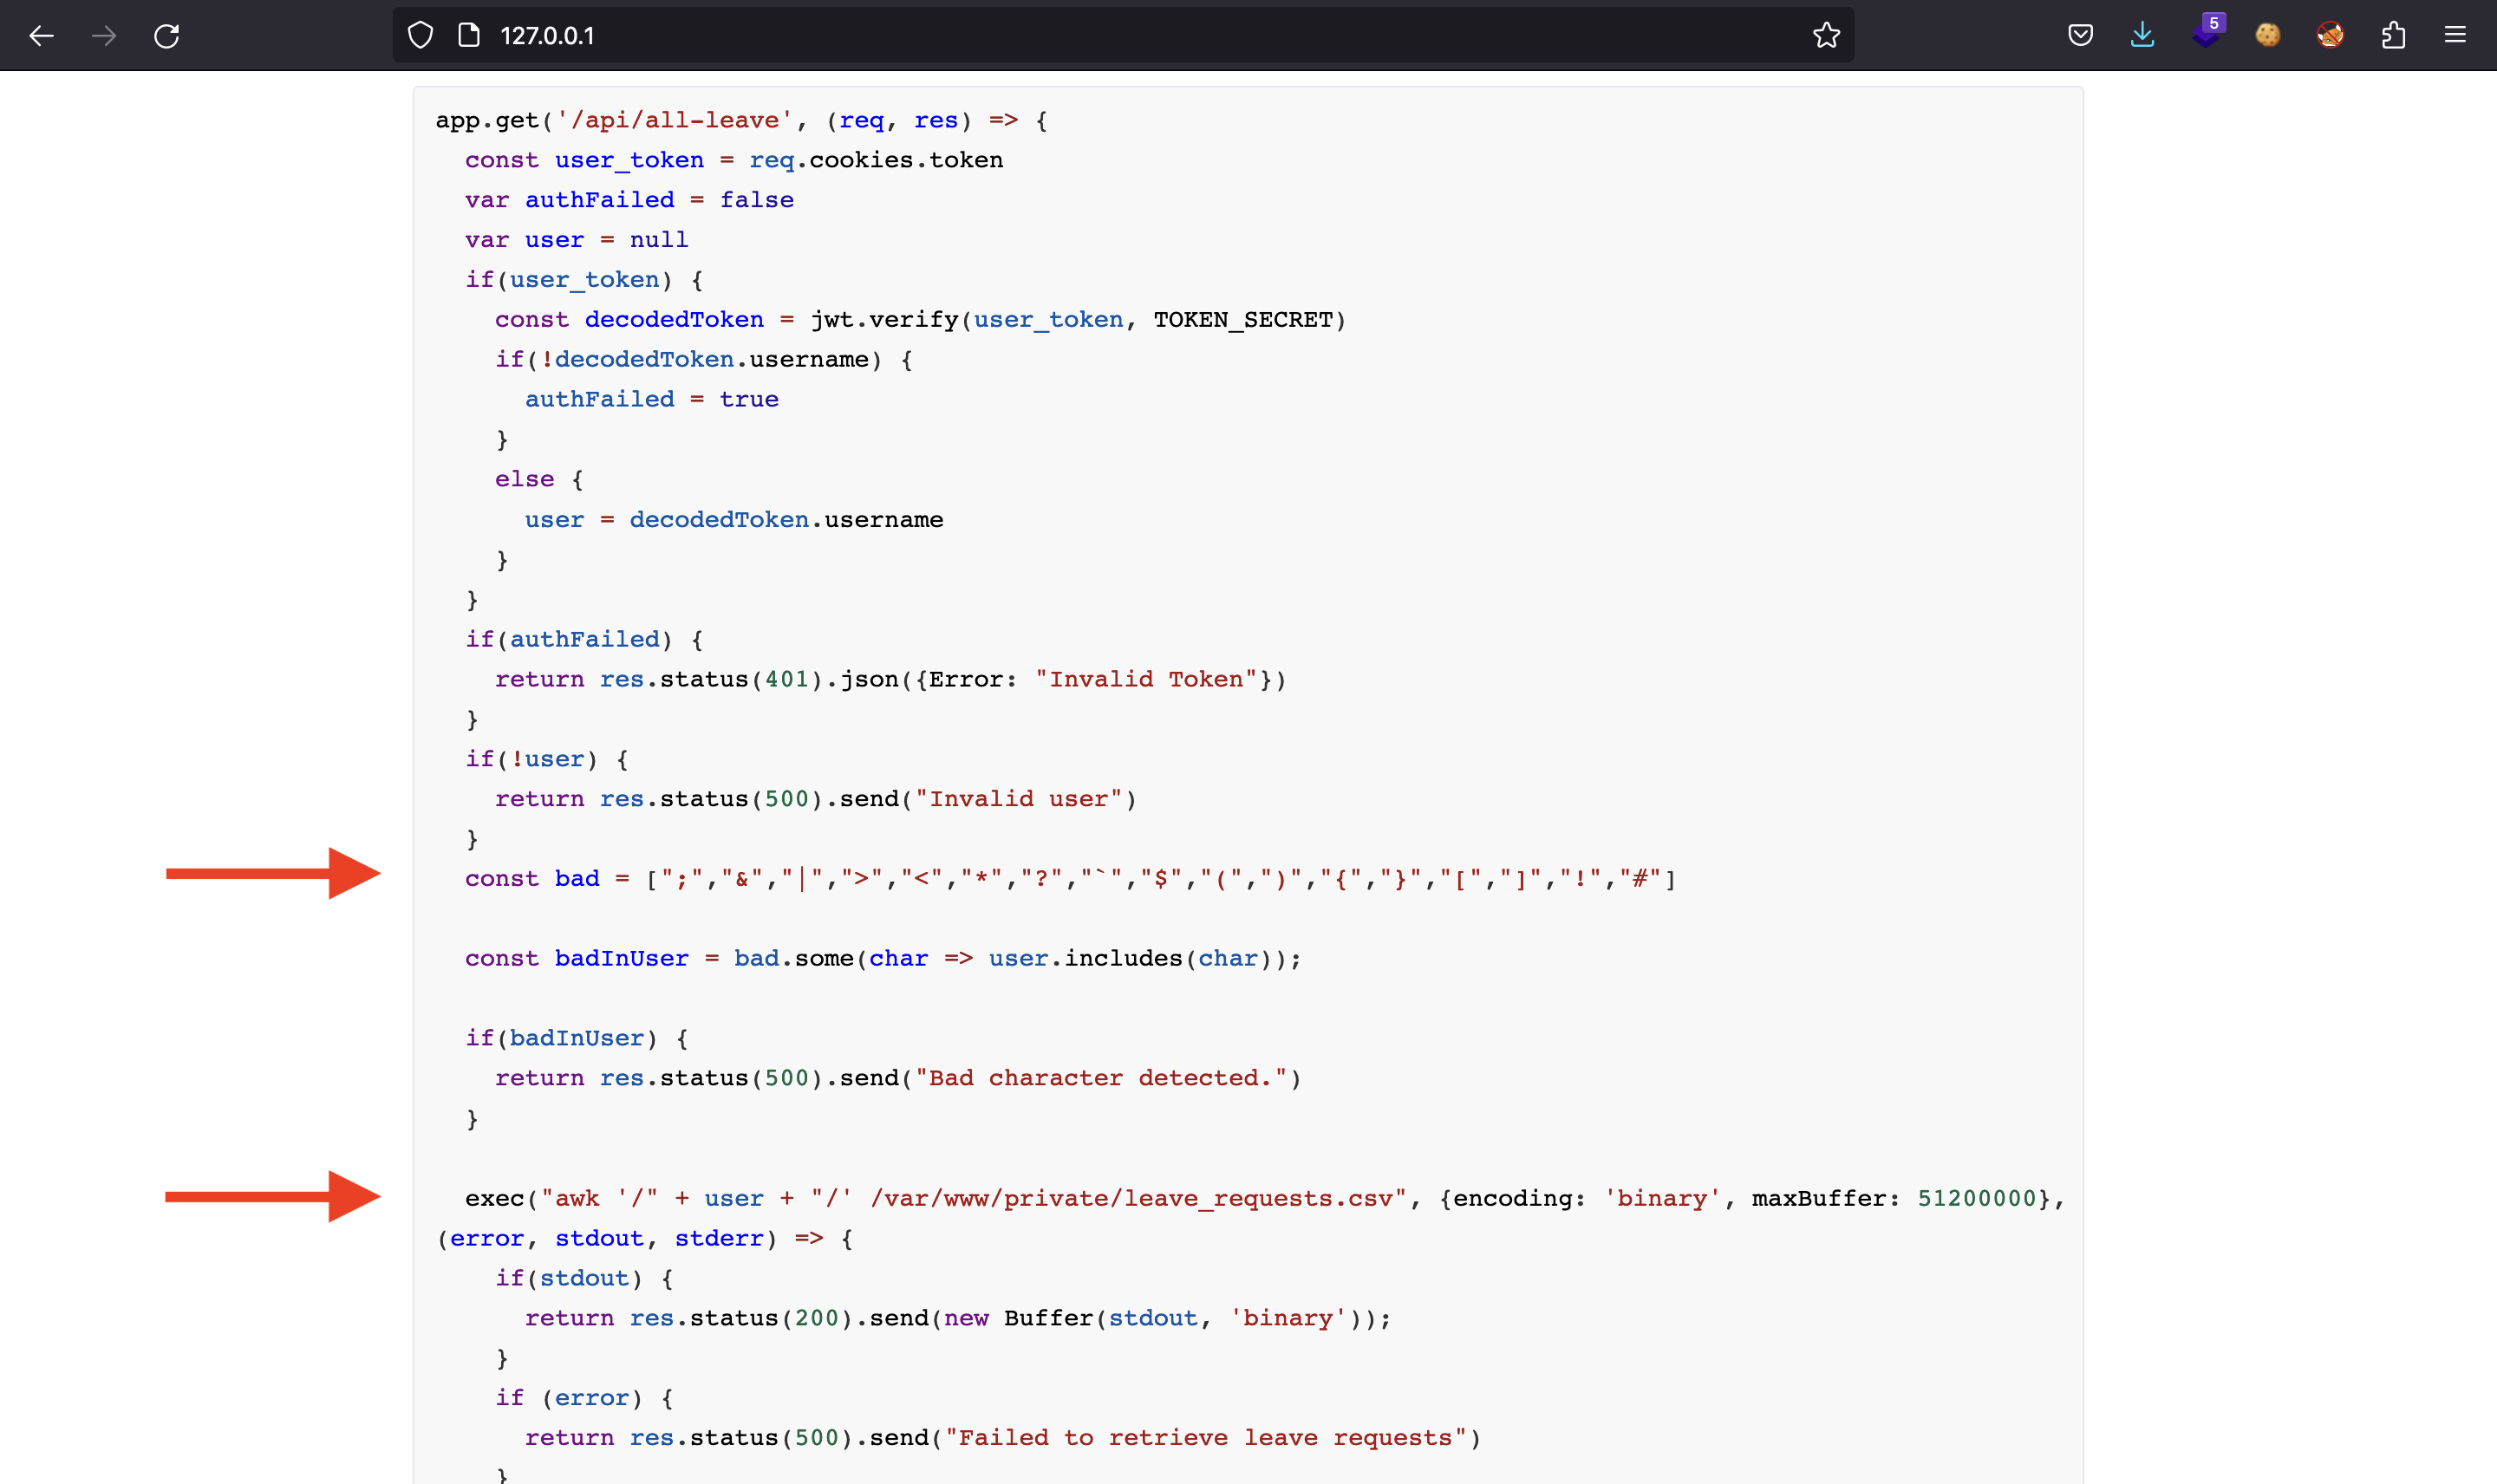 127.0.0.1
5
app.get('/api/all-leave', (req, res) => {
  const user_token = req.cookies.token
  var authFailed = false
  var user = null
  if(user_token) {
    const decodedToken = jwt.verify(user_token, TOKEN_SECRET)
    if(!decodedToken.username) {
      authFailed = true
    }
    else {
      user = decodedToken.username
    }
  }
  if(authFailed) {
    return res.status(401).json({Error: "Invalid Token"})
  }
  if(!user) {
    return res.status(500).send("Invalid user")
  }
  const bad = [";","&","|",">","<","*","?","`","$","(",")","{","}","[","]","!","#"]
  const badInUser = bad.some(char => user.includes(char));
  if(badInUser) {
    return res.status(500).send("Bad character detected.")
  }
  exec("awk '/" + user + "/' /var/www/private/leave_requests.csv", {encoding: 'binary', maxBuffer: 51200000},
(error, stdout, stderr) => {
    if(stdout) {
      return res.status(200).send(new Buffer(stdout, 'binary'));
    }
    if (error) {
      return res.status(500).send("Failed to retrieve leave requests")
    }